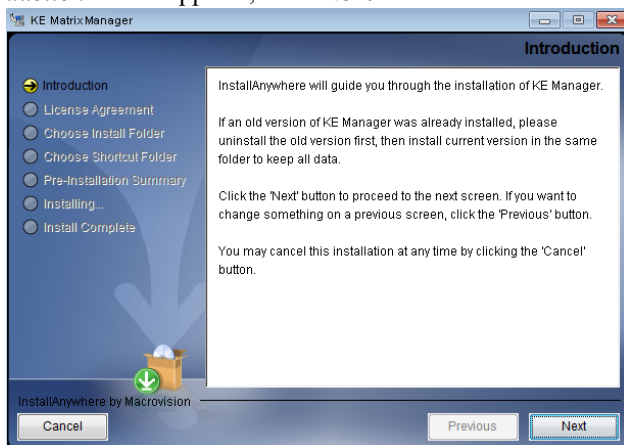 KE MatrixManager
Introduction
Introduction
License Agreement
Choose Install Folder
Choose Shortcut Folder
Pre-Installation Summary
Installing...
Install Complete
InstallAnywhere will guide you through the installation of KE Manager.
If an old version of KE Manager was already installed, please
uninstall the old version first, then install current version in the same
folder to keep all data.
Click the 'Next' button to proceed to the next screen. If you want to
change something on a previous screen, click the 'Previous' button.
You may cancel this installation at any time by clicking the 'Cancel'
button.
InstallAnywhere by Macrovision
Cancel
Previous
Next